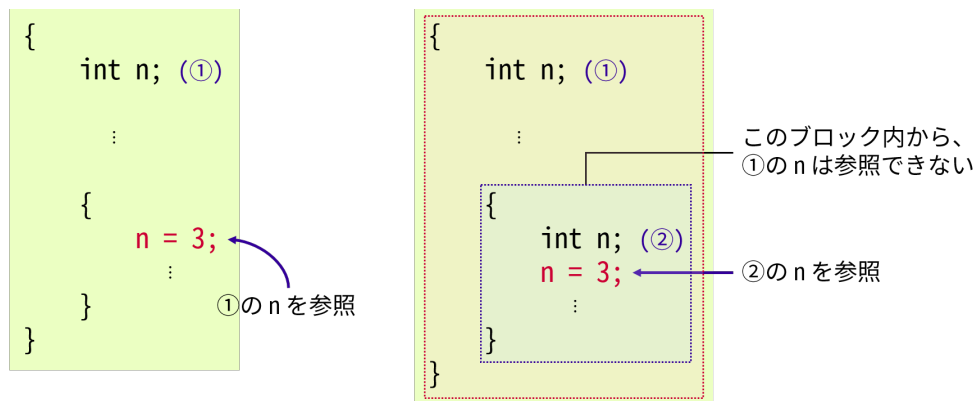 {
int n; (①)
⋮
{
n = 3;
⋮
①の n を参照
}
}
{
int n; (①)
⋮
このブロック内から、
①の n は参照できない
{
int n; (②)
n = 3;
②の n を参照
⋮
}
}